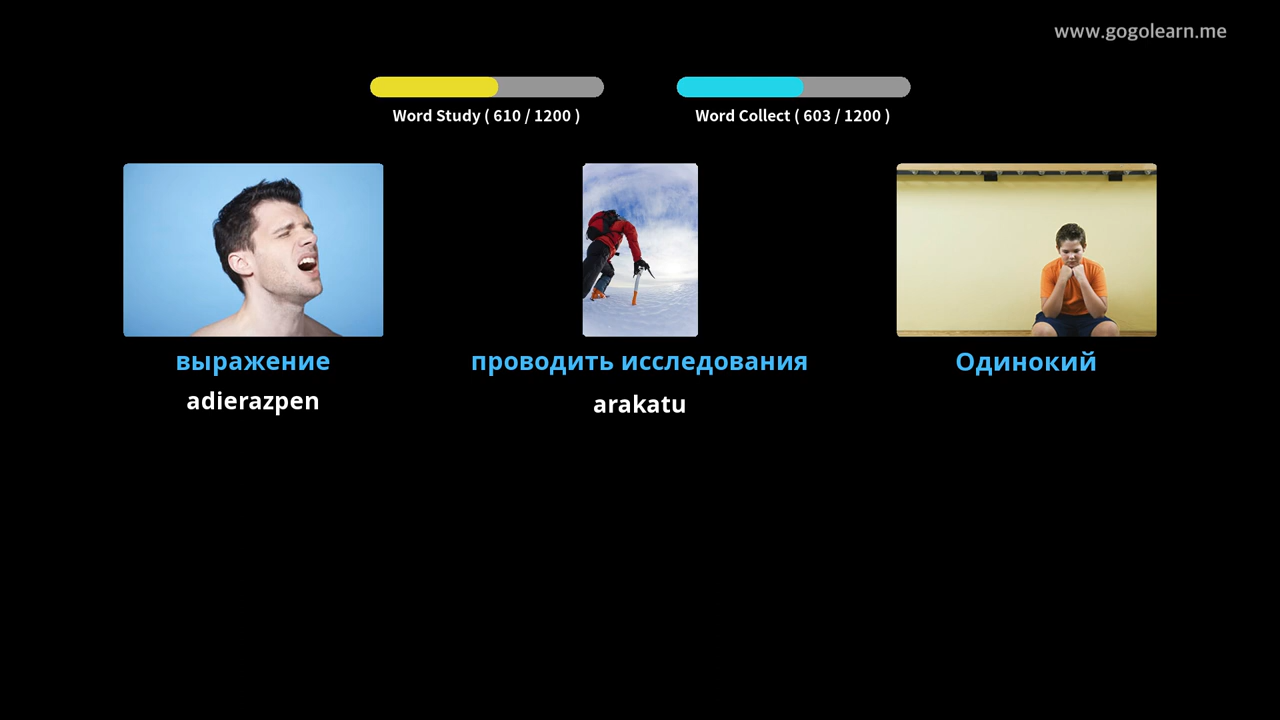 www.gogolearn.me
Word Study ( 610 / 1200 )
Word Collect ( 603 / 1200 )
выражение
adierazpen
проводить исследования
arakatu
Одинокий